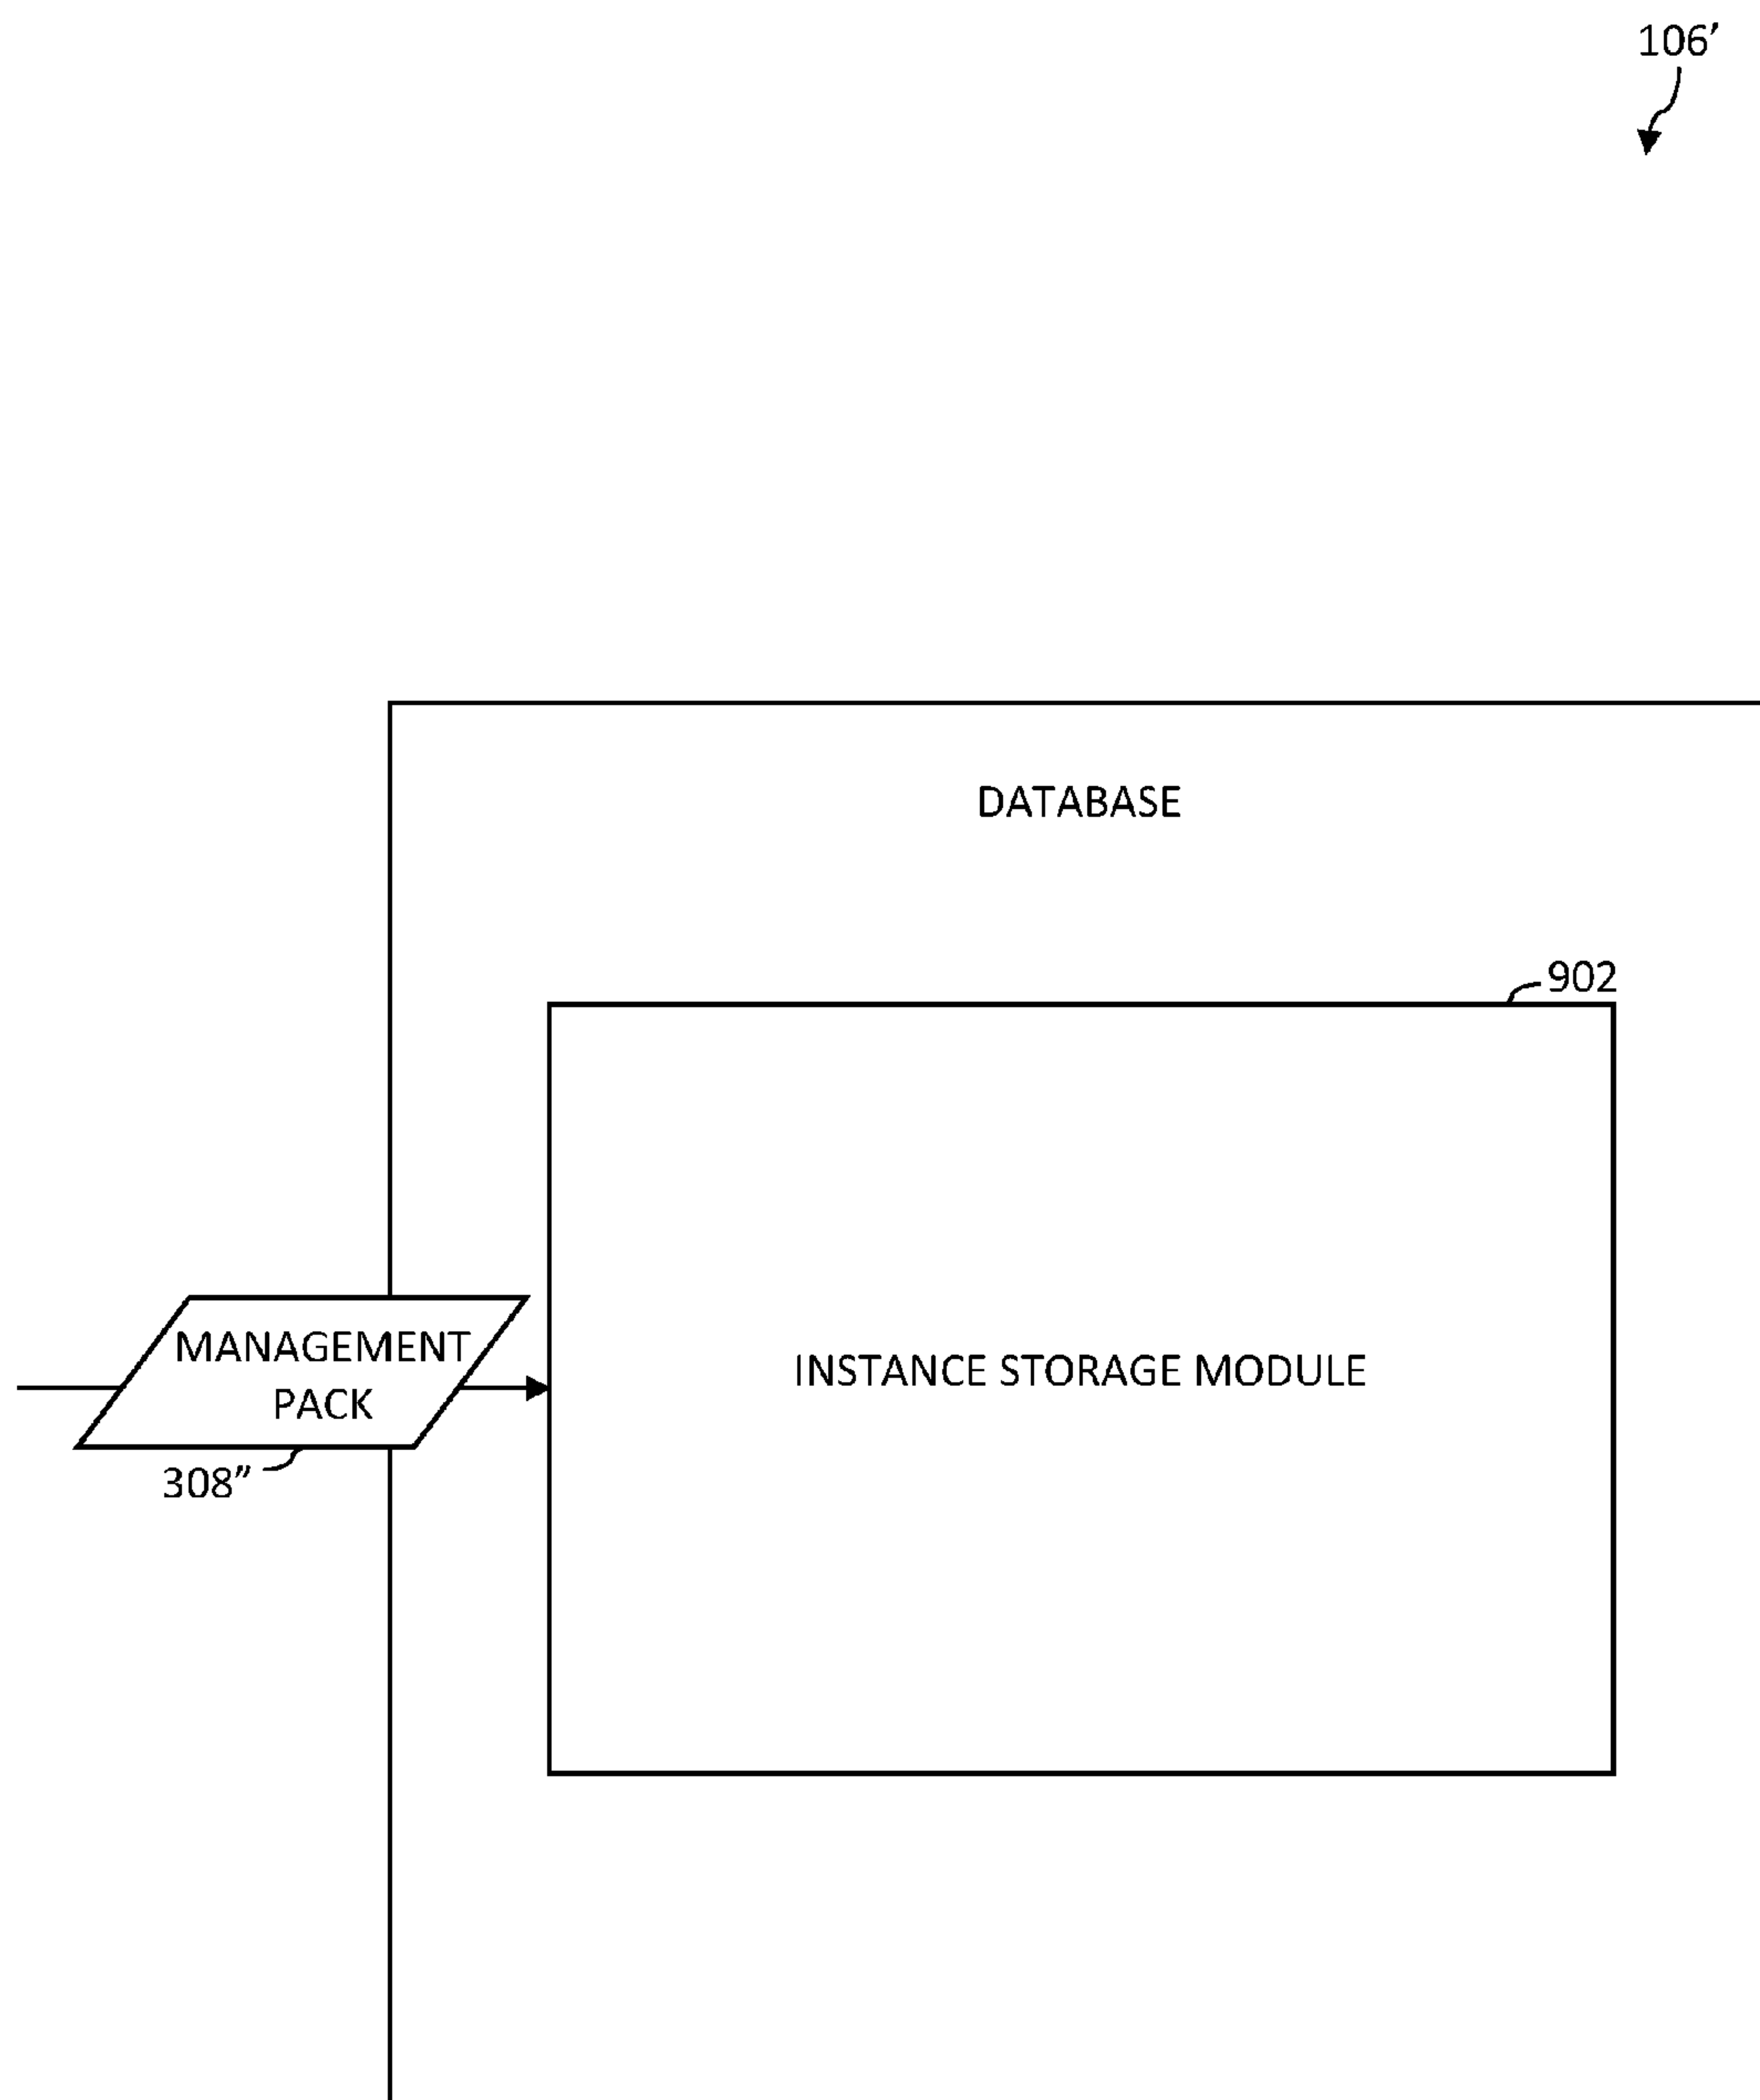 106’
DATABASE
902
MANAGEMENT
PACK
INSTANCE STORAGE MODULE
308”